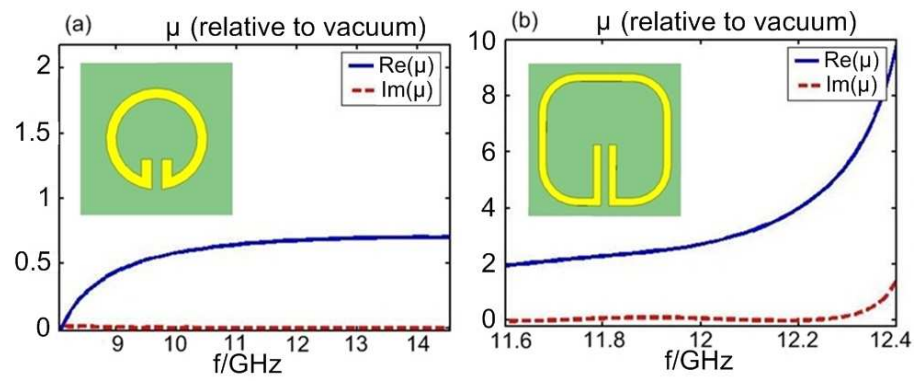 (a) μ (relative to vacuum)
2
1.5
1
0.5
0
Re(μ)
Im(μ)
9 10 11 12 13 14
f/GHz
(b) μ (relative to vacuum)
10
8
6
4
2
0
Re(μ)
Im(μ)
11.6 11.8 12 12.2 12.4
f/GHz